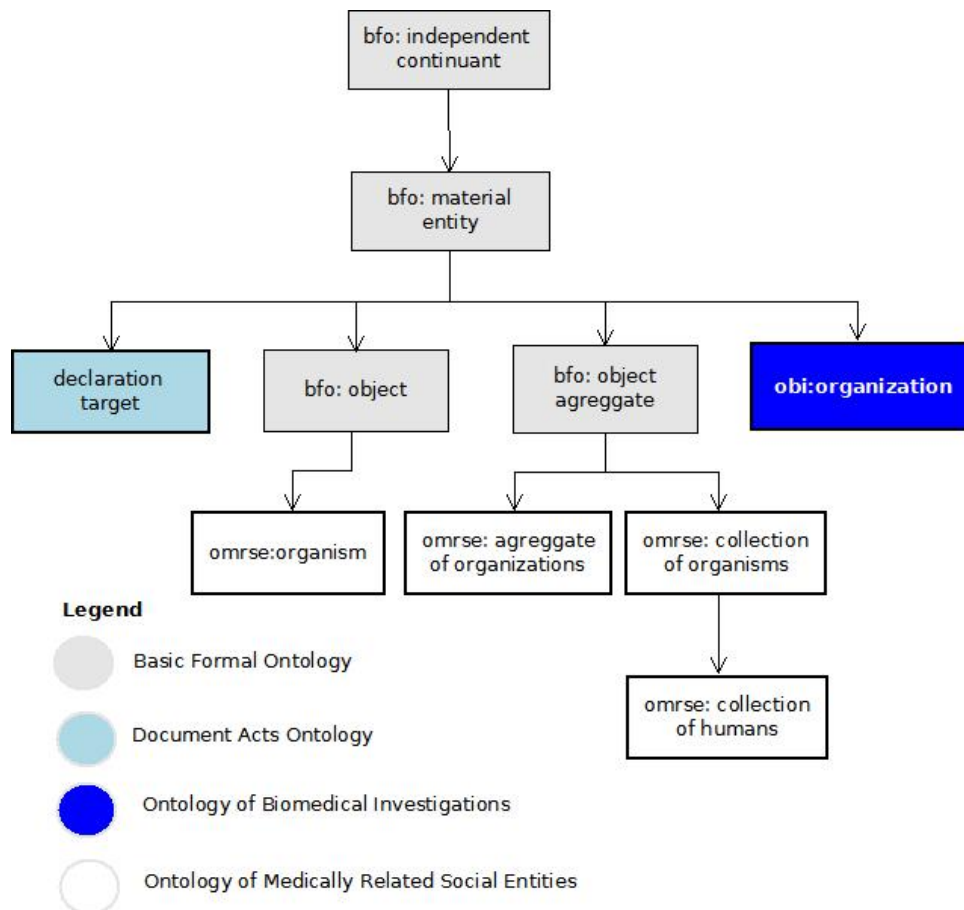 bfo: independent
continuant
bfo: material
entity
declaration
target
bfo: object
bfo: object
agreggate
obi:organization
omrse:organism
omrse: agreggate
of organizations
omrse: collection
of organisms
omrse: collection
of humans
Legend
Basic Formal Ontology
Document Acts Ontology
Ontology of Biomedical Investigations
Ontology of Medically Related Social Entities